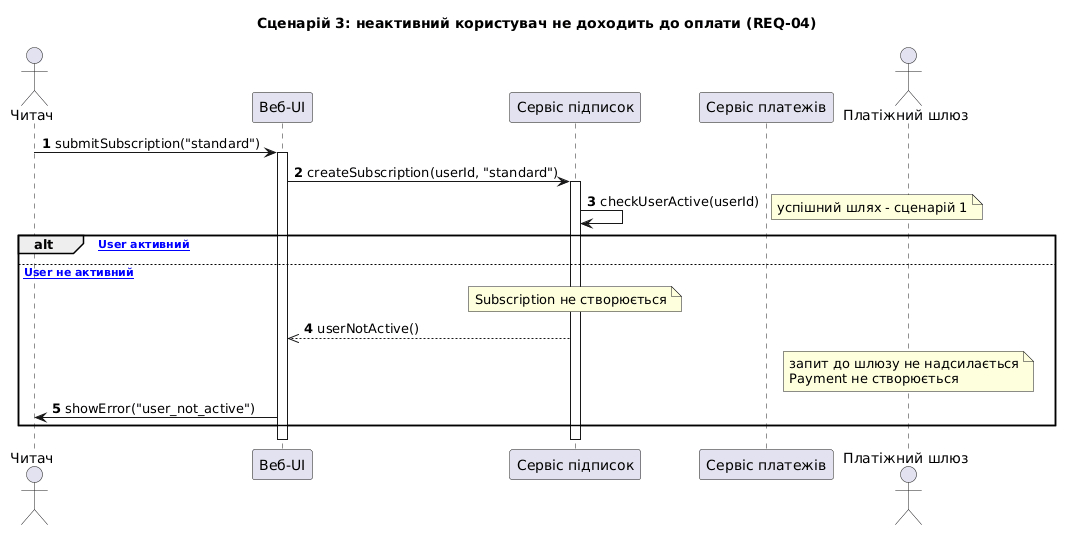 Сценарій 3: неактивний користувач не доходить до оплати (REQ-04)
Читач
Веб-UI
Сервіс підписок
Сервіс платежів
Платіжний шлюз
1 submitSubscription("standard")
2 createSubscription(userId, "standard")
3 checkUserActive(userId)
успішний шлях - сценарій 1
alt
User активний
User не активний
Subscription не створюється
4 userNotActive()
запит до шлюзу не надсилається
Payment не створюється
5 showError("user_not_active")
Читач
Веб-UI
Сервіс підписок
Сервіс платежів
Платіжний шлюз